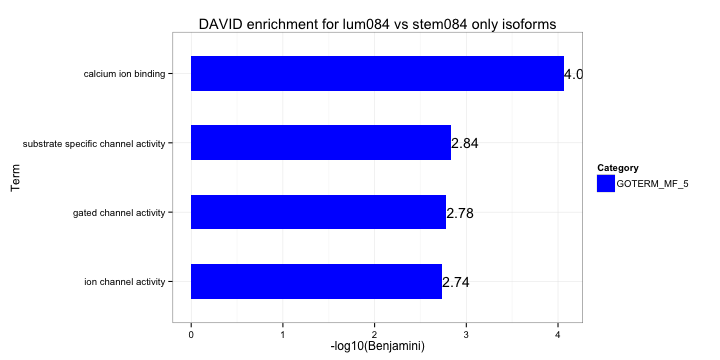 DAVID enrichment for lum084 vs stem084 only isoforms
calcium ion binding
4.0
substrate specific channel activity
2.84
gated channel activity
2.78
ion channel activity
2.74
Term
0 1 2 3 4
-log10(Benjamini)
Category
GOTERM_MF_5